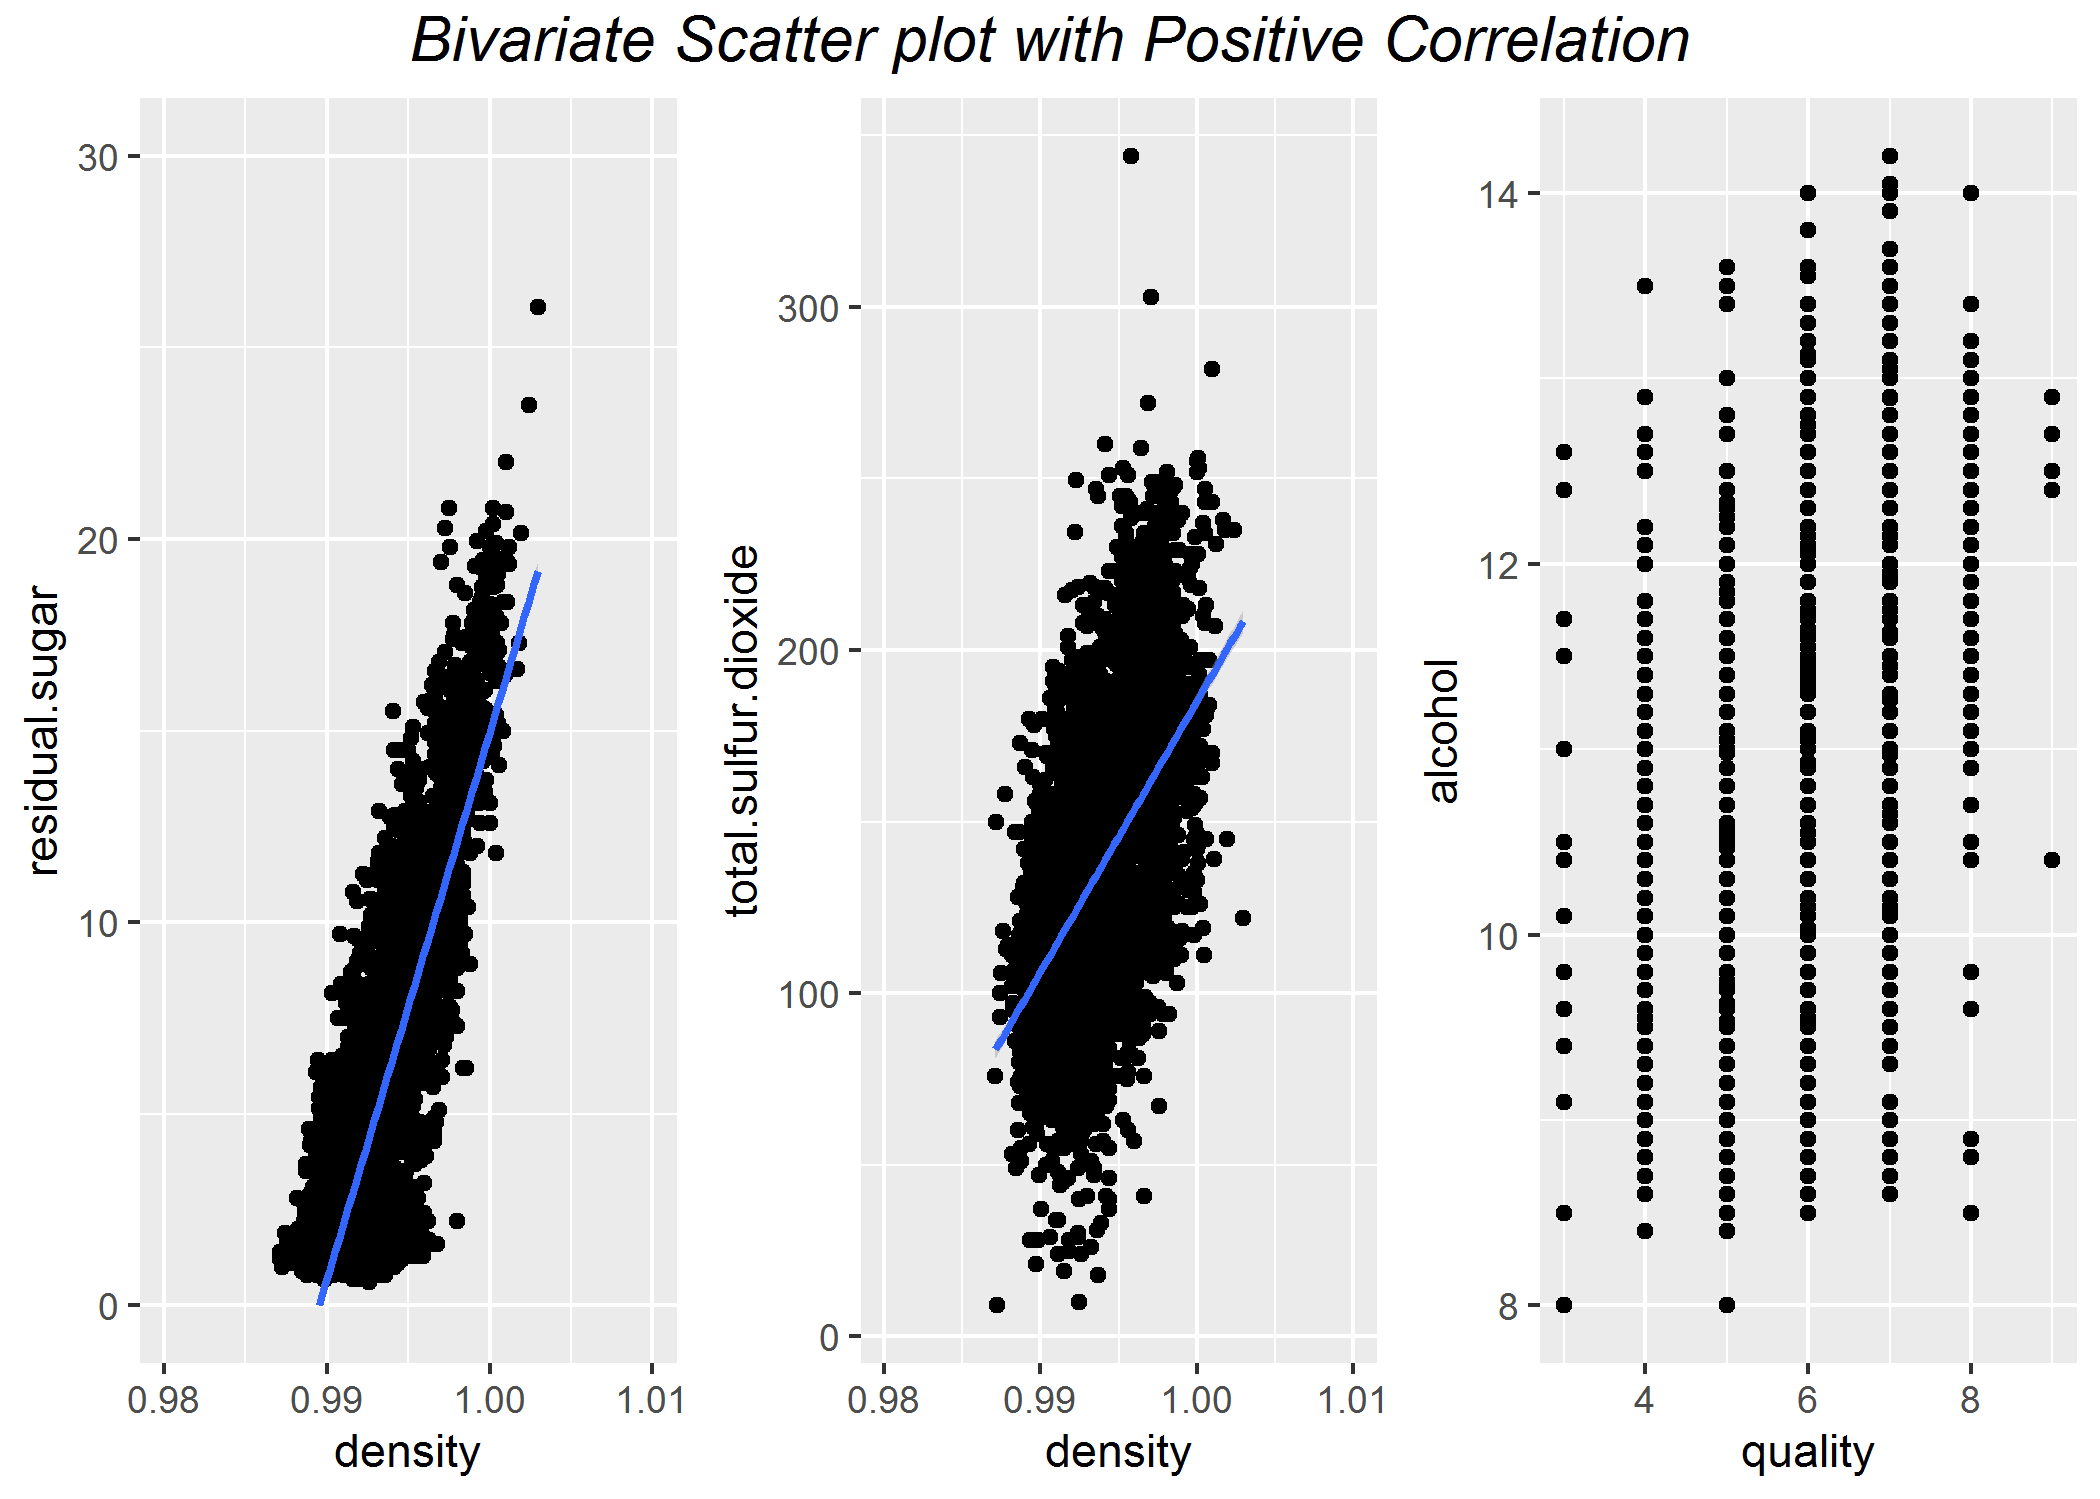 Bivariate Scatter plot with Positive Correlation
residual.sugar
30
20
10
0
0.98 0.99 1.00 1.01
density
total.sulfur.dioxide
300
200
100
0
0.98 0.99 1.00 1.01
density
alcohol
14
12
10
8
4 6 8
quality